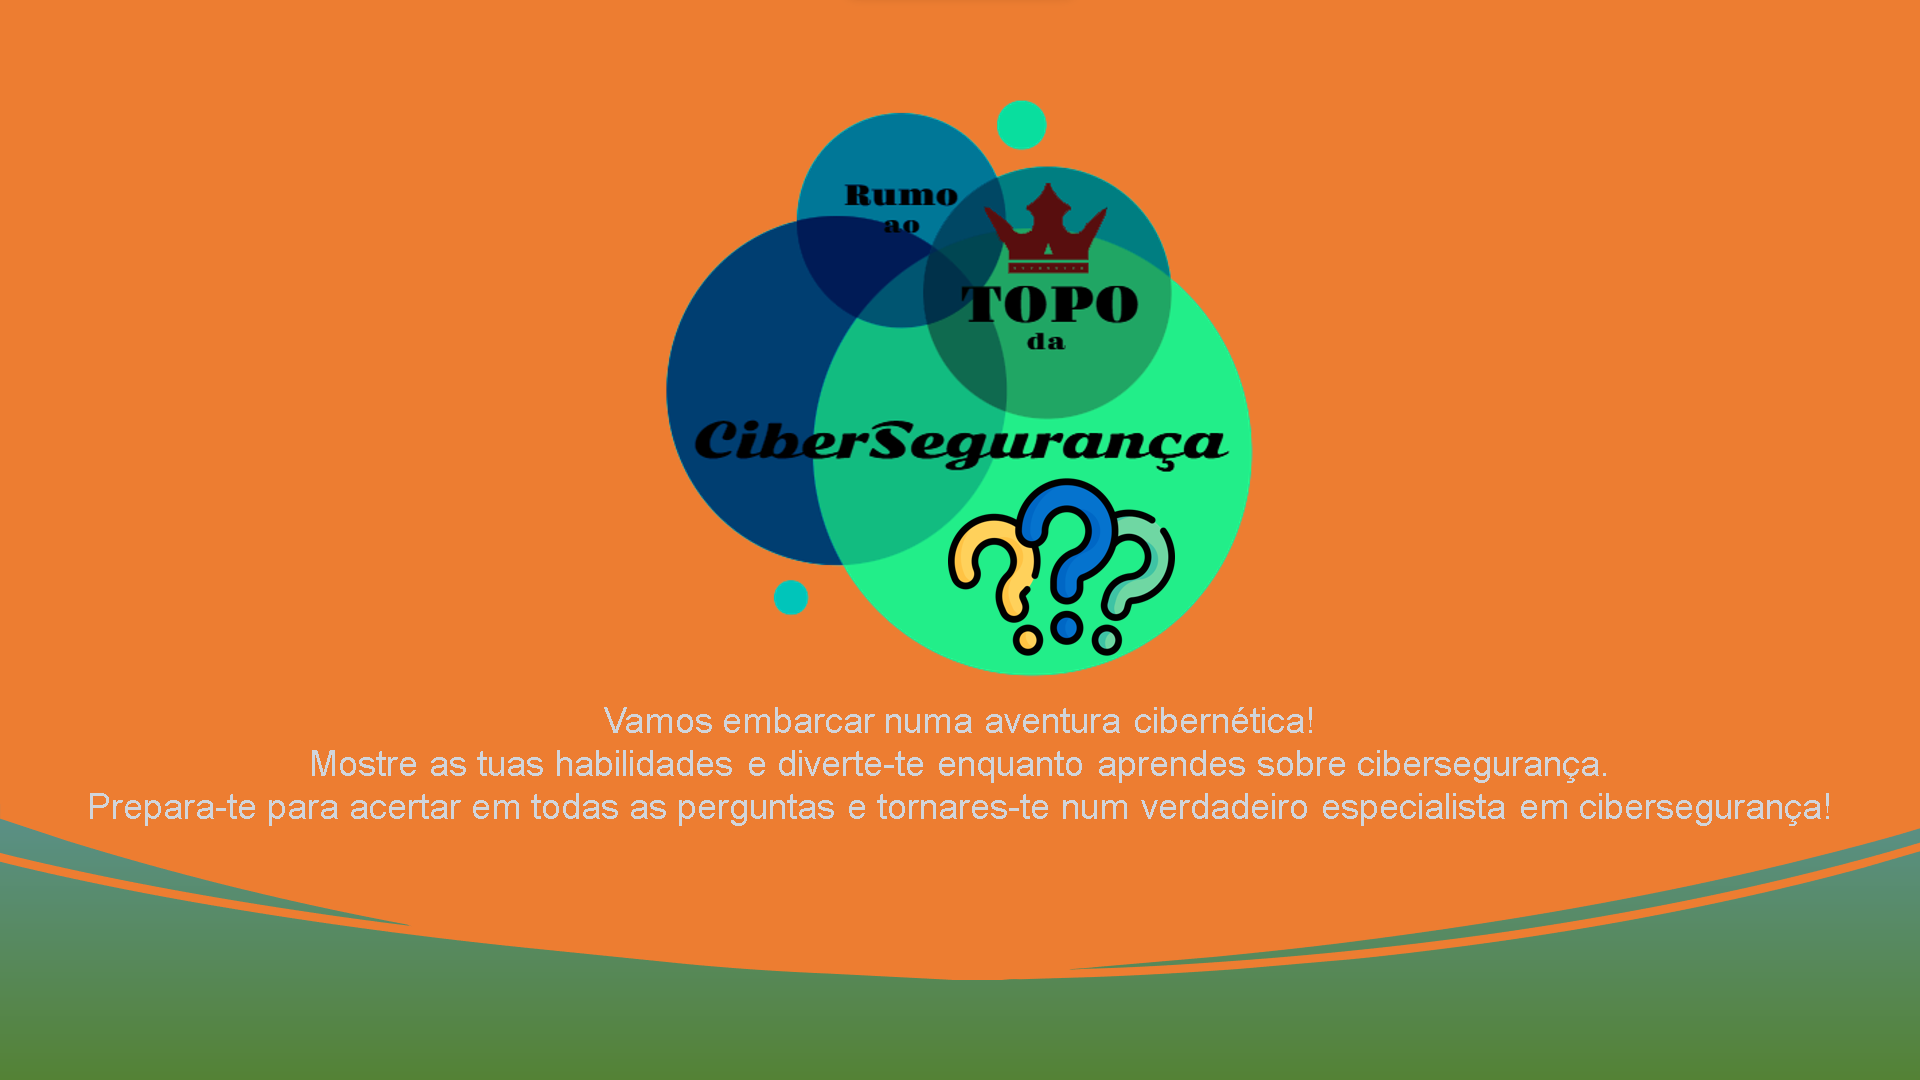 Rumo
ao
TOPO
da
CiberSegurança
???
Vamos embarcar numa aventura cibernética!
Mostre as tuas habilidades e diverte-te enquanto aprendes sobre cibersegurança.
Prepara-te para acertar em todas as perguntas e tornares-te num verdadeiro especialista em cibersegurança!